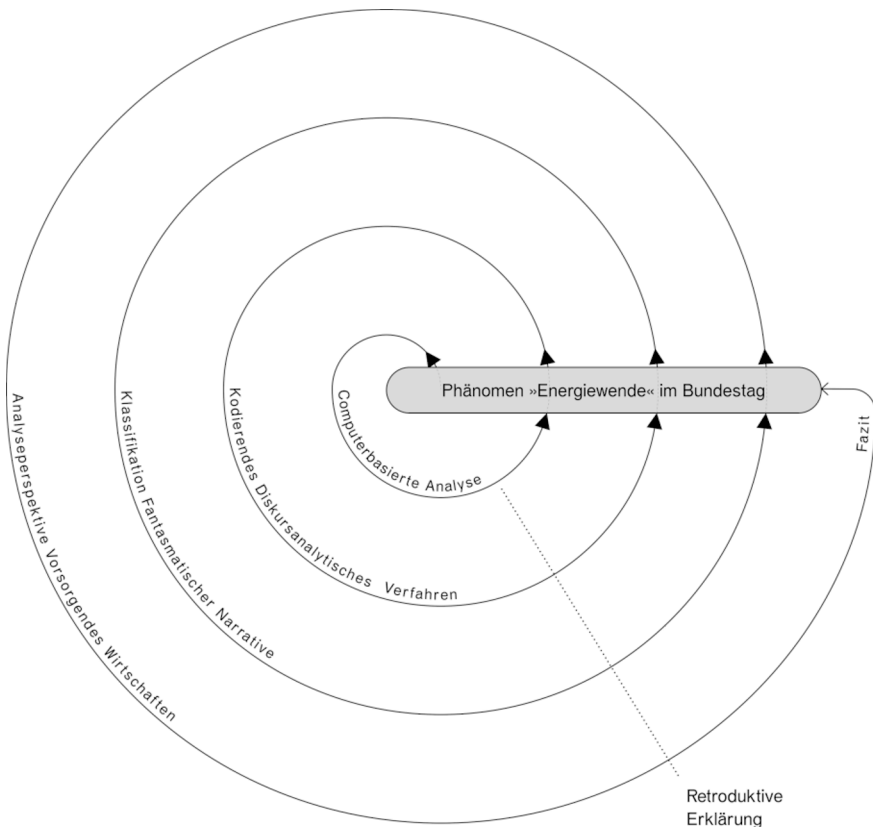 Phänomen »Energiewende« im Bundestag
Computerbasierte Analyse
Kodierendes Diskursanalytisches Verfahren
Klassifikation Fantasmatischer Narrative
Analyseperspektive Vorsorgendes Wirtschaften
Fazit
Retroduktive
Erklärung